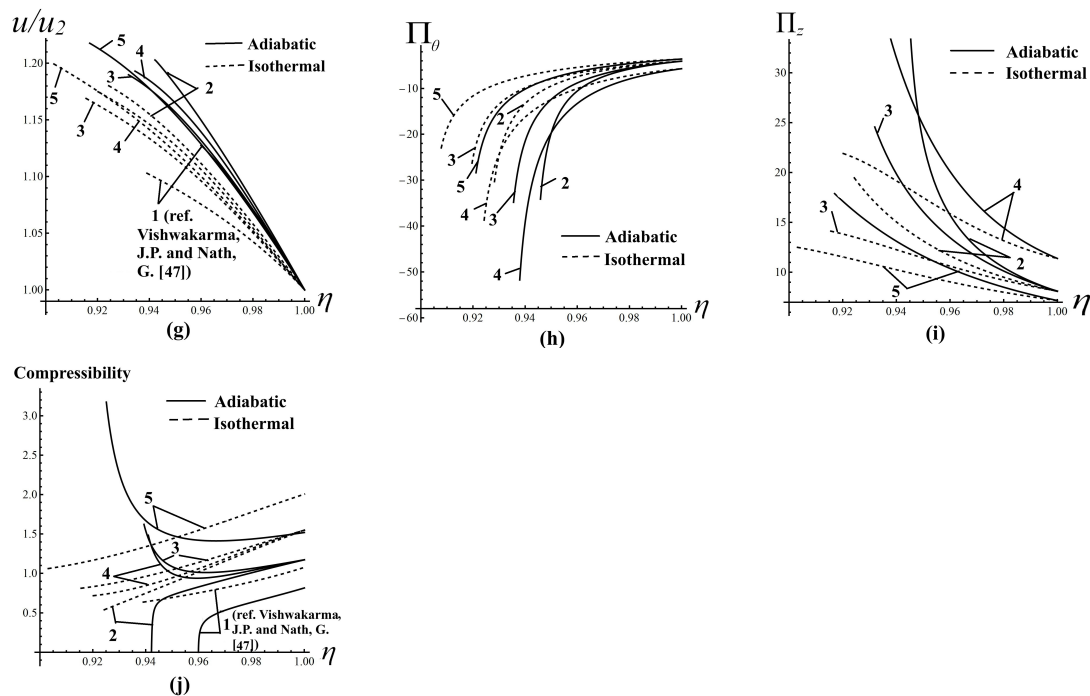 u/u2
Adiabatic
Isothermal
1.20
1.15
1.10
1.05
1.00
5
4
3
2
5
3
4
1 (ref.
Vishwakarma,
J.P. and Nath,
G. [47])
0.92
0.94
0.96
0.98
1.00
η
(g)
Πθ
−10
−20
−30
−40
−50
−60
5
2
3
5
4
3
2
4
Adiabatic
Isothermal
0.92
0.94
0.96
0.98
1.00
η
(h)
Πz
Adiabatic
Isothermal
30
25
20
15
10
3
4
3
2
5
0.92
0.94
0.96
0.98
1.00
η
(i)
Compressibility
Adiabatic
Isothermal
3.0
2.5
2.0
1.5
1.0
0.5
5
3
4
2
1 (ref. Vishwakarma,
J.P. and Nath, G.
[47])
0.92
0.94
0.96
0.98
1.00
η
(j)